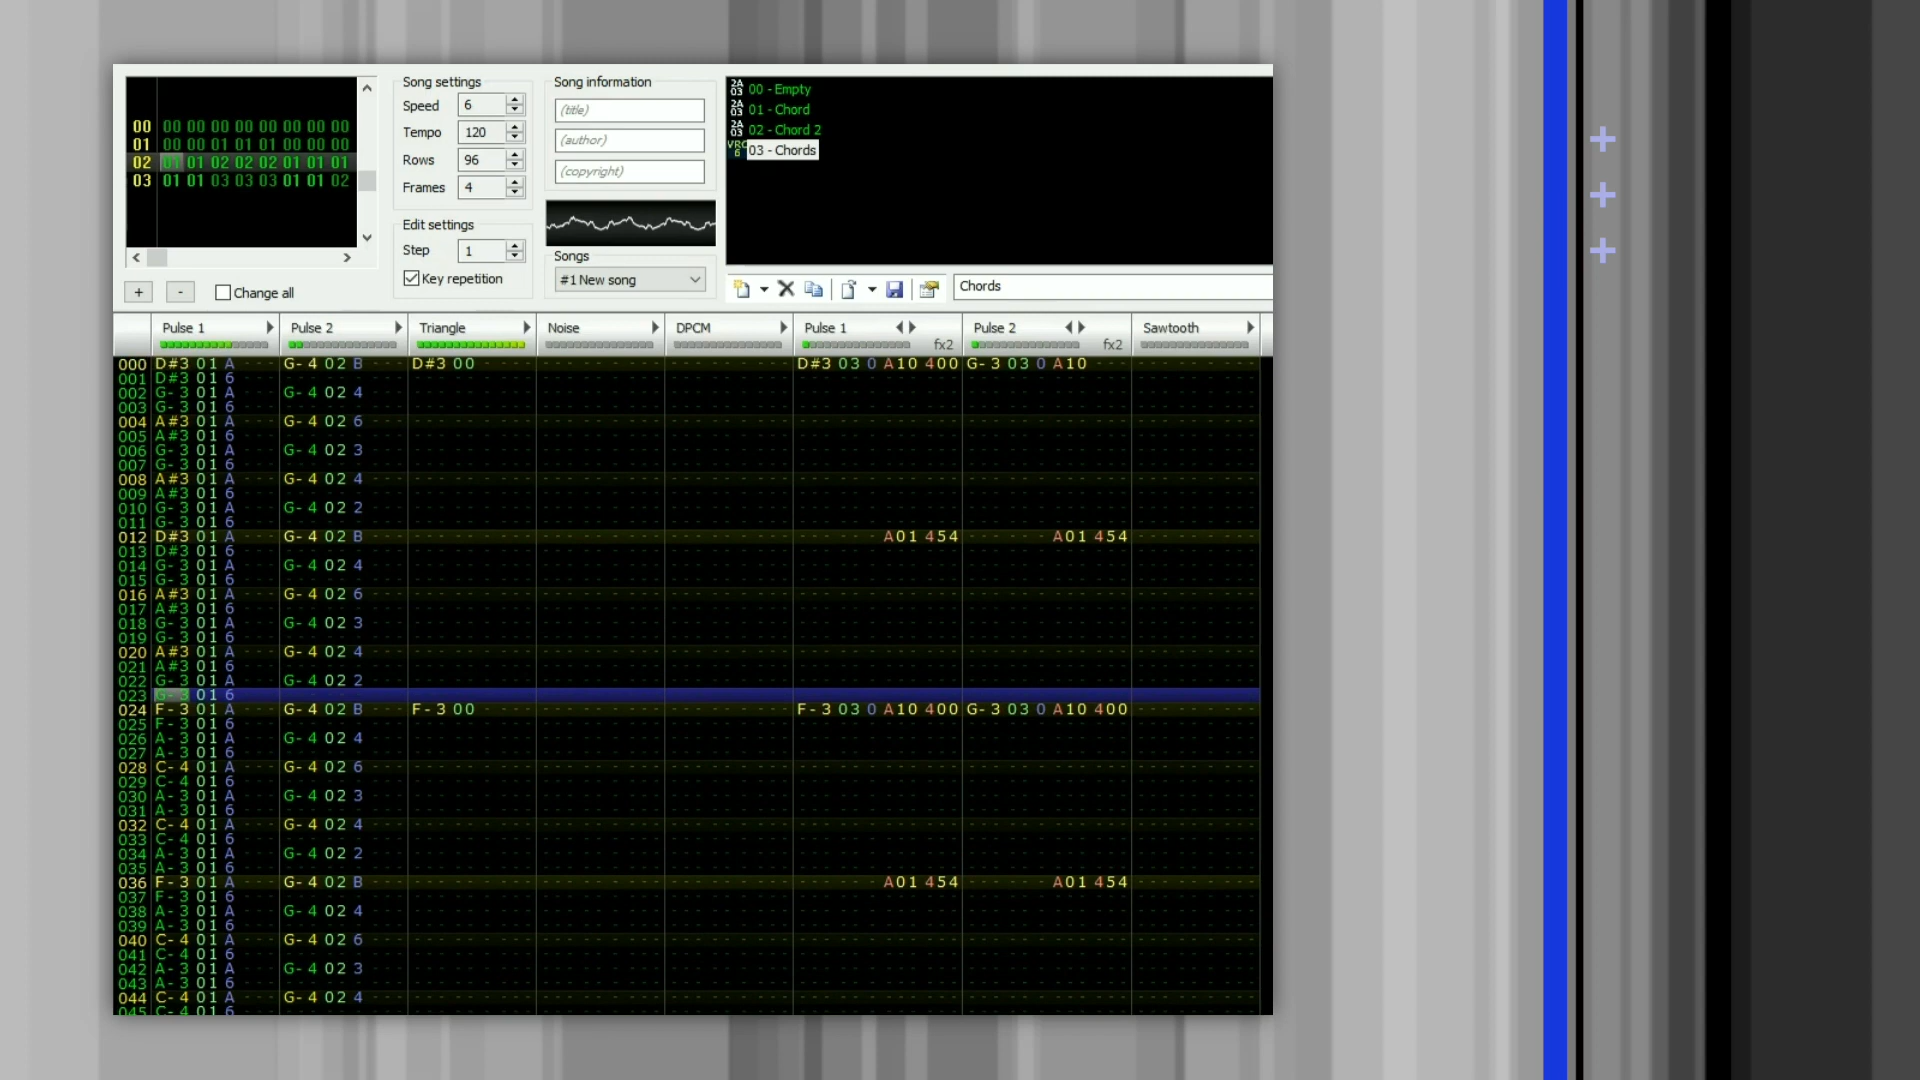 Song settings
Speed 6
Tempo 120
Rows 96
Frames 4
Edit settings
Step 1
Key repetition
Song information
(title)
(author)
(copyright)
Songs
#1 New song
00 00 00 00 00 00 00 00 00
01 00 00 01 01 01 00 00 00
02 01 01 02 02 02 01 01 01
03 01 01 03 03 03 01 01 02
+ - Change all
2A03 00 - Empty
2A03 01 - Chord
2A03 02 - Chord 2
VRC6 03 - Chords
Chords
Pulse 1 Pulse 2 Triangle Noise DPCM Pulse 1 fx2 Pulse 2 fx2 Sawtooth
000 D#3 01 A G-4 02 B D#3 00 D#3 03 0 A10 400 G-3 03 0 A10
001 D#3 01 6
002 G-3 01 A G-4 02 4
003 G-3 01 6
004 A#3 01 A G-4 02 6
005 A#3 01 6
006 G-3 01 A G-4 02 3
007 G-3 01 6
008 A#3 01 A G-4 02 4
009 A#3 01 6
010 G-3 01 A G-4 02 2
011 G-3 01 6
012 D#3 01 A G-4 02 B A01 454 A01 454
013 D#3 01 6
014 G-3 01 A G-4 02 4
015 G-3 01 6
016 A#3 01 A G-4 02 6
017 A#3 01 6
018 G-3 01 A G-4 02 3
019 G-3 01 6
020 A#3 01 A G-4 02 4
021 A#3 01 6
022 G-3 01 A G-4 02 2
023 G-3 01 6
024 F-3 01 A G-4 02 B F-3 00 F-3 03 0 A10 400 G-3 03 0 A10 400
025 F-3 01 6
026 A-3 01 A G-4 02 4
027 A-3 01 6
028 C-4 01 A G-4 02 6
029 C-4 01 6
030 A-3 01 A G-4 02 3
031 A-3 01 6
032 C-4 01 A G-4 02 4
033 C-4 01 6
034 A-3 01 A G-4 02 2
035 A-3 01 6
036 F-3 01 A G-4 02 B A01 454 A01 454
037 F-3 01 6
038 A-3 01 A G-4 02 4
039 A-3 01 6
040 C-4 01 A G-4 02 6
041 C-4 01 6
042 A-3 01 A G-4 02 3
043 A-3 01 6
044 C-4 01 A G-4 02 4
045 C-4 01 6